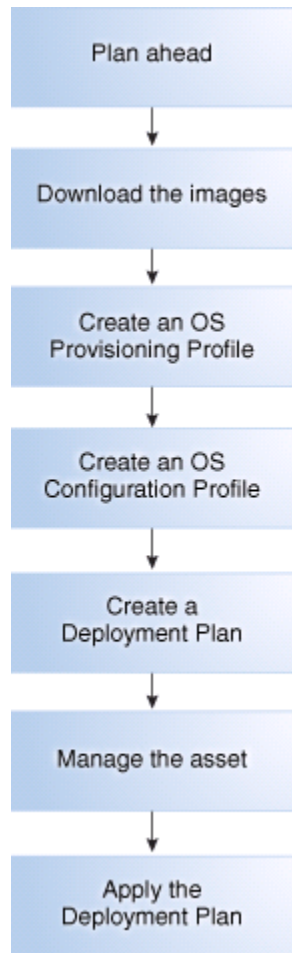 Plan ahead
Download the images
Create an OS
Provisioning Profile
Create an OS
Configuration Profile
Create a
Deployment Plan
Manage the asset
Apply the
Deployment Plan